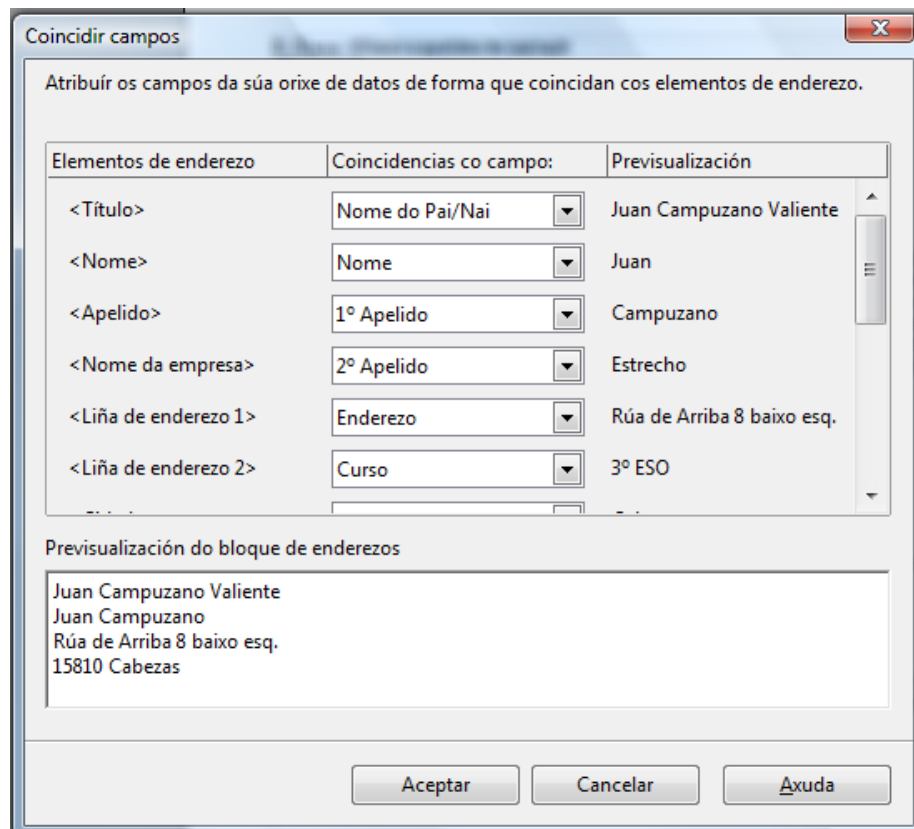 Coincidir campos
Atribuír os campos da súa orixe de datos de forma que coincidan cos elementos de enderezo.
Elementos de enderezo Coincidencias co campo: Previsualización
<Título> Nome do Pai/Nai Juan Campuzano Valiente
<Nome> Nome Juan
<Apelido> 1º Apelido Campuzano
<Nome da empresa> 2º Apelido Estrecho
<Liña de enderezo 1> Enderezo Rúa de Arriba 8 baixo esq.
<Liña de enderezo 2> Curso 3º ESO
Previsualización do bloque de enderezos
Juan Campuzano Valiente
Juan Campuzano
Rúa de Arriba 8 baixo esq.
15810 Cabezas
Aceptar Cancelar Axuda